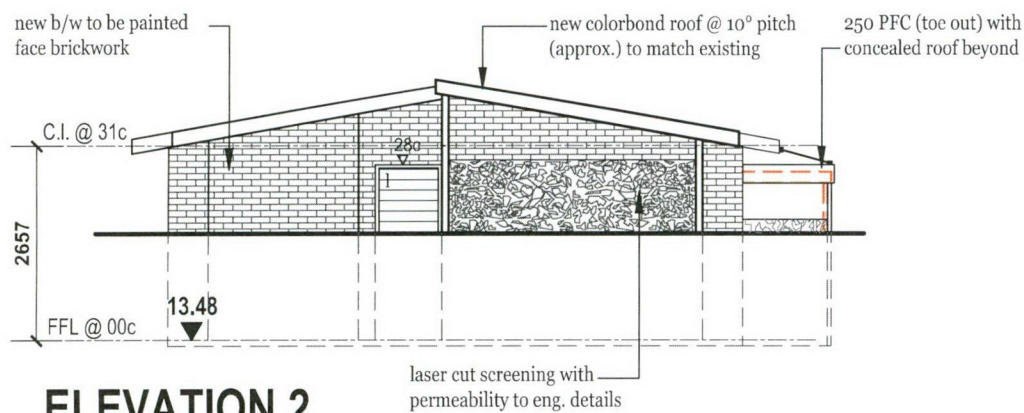 new b/w to be painted
face brickwork
new colorbond roof @ 10° pitch
(approx.) to match existing
250 PFC (toe out) with
concealed roof beyond
C.I. @ 31c
28c
1
2657
13.48
FFL @ 00c
laser cut screening with
permeability to eng. details
ELEVATION 2